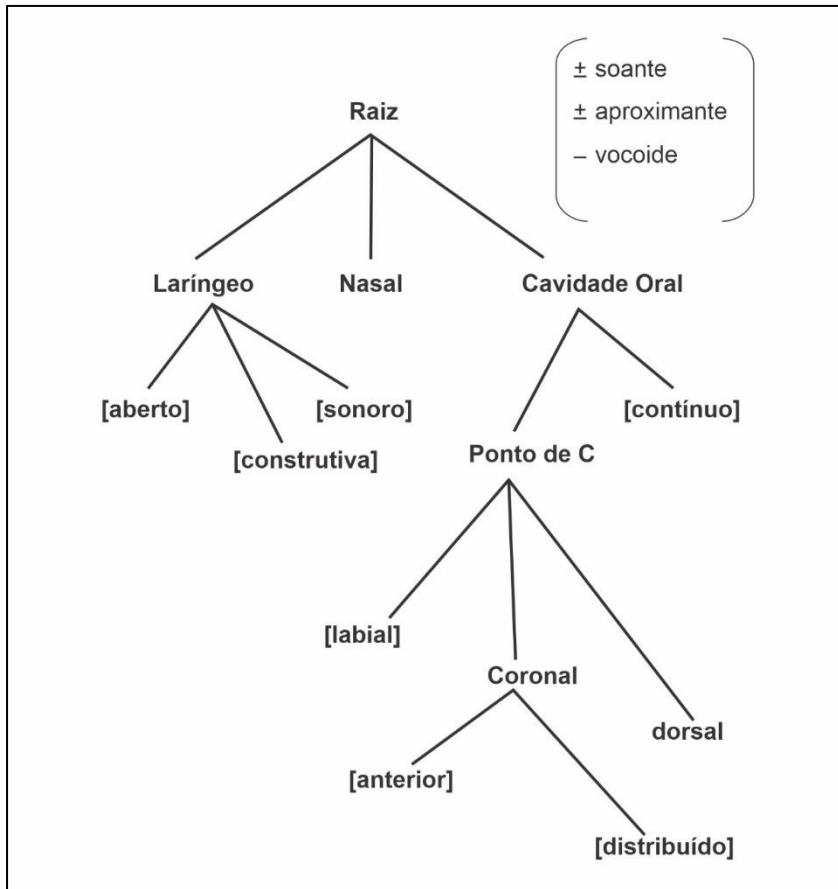 ± soante
± aproximante
– vocoide
Raiz
Laríngeo
Nasal
Cavidade Oral
[aberto]
[sonoro]
[contínuo]
[construtiva]
Ponto de C
[labial]
Coronal
dorsal
[anterior]
[distribuído]